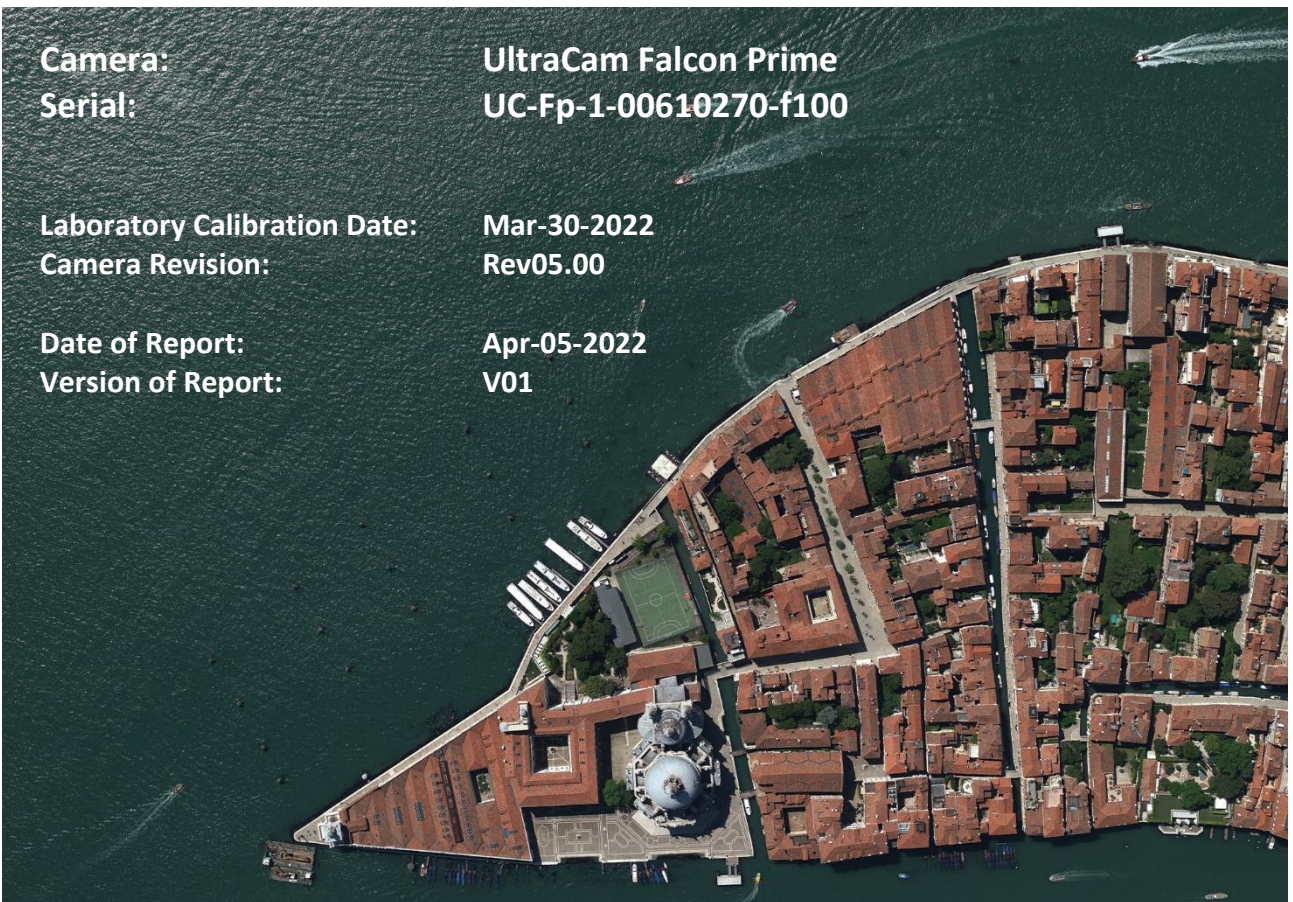 Camera: UltraCam Falcon Prime
Serial: UC-Fp-1-00610270-f100
Laboratory Calibration Date: Mar-30-2022
Camera Revision: Rev05.00
Date of Report: Apr-05-2022
Version of Report: V01